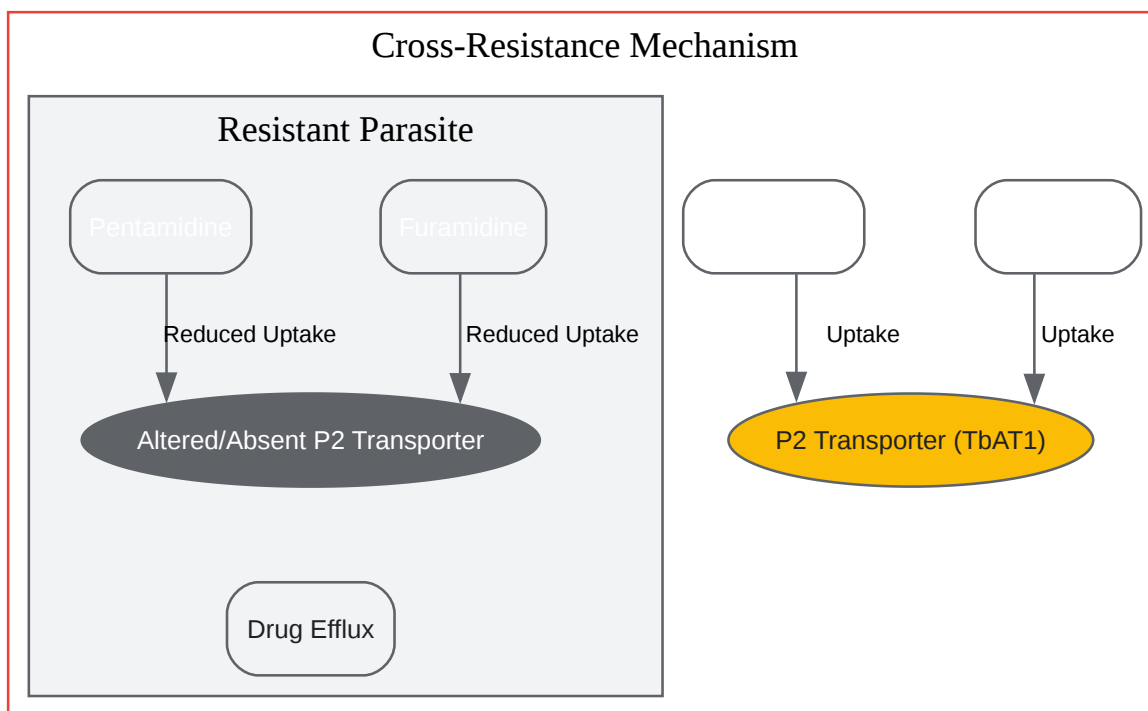 Cross-Resistance Mechanism
Resistant Parasite
Pentamidine
Furamidine
Reduced Uptake
Reduced Uptake
Uptake
Uptake
Altered/Absent P2 Transporter
P2 Transporter (TbAT1)
Drug Efflux